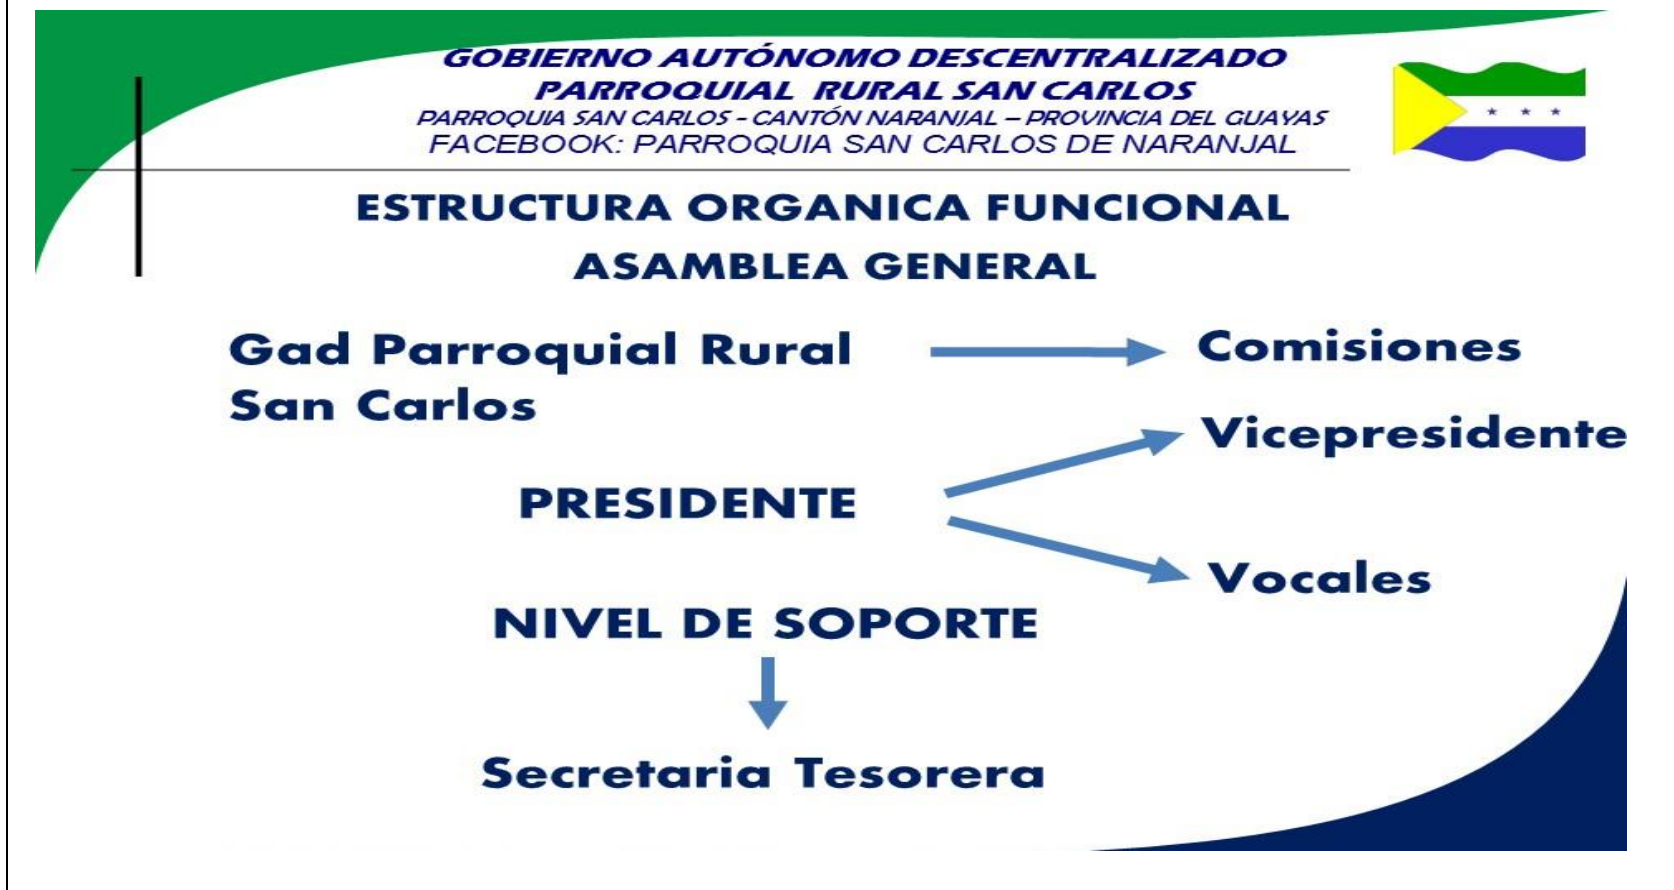 GOBIERNO AUTÓNOMO DESCENTRALIZADO
PARROQUIAL RURAL SAN CARLOS
PARROQUIA SAN CARLOS - CANTÓN NARANJAL – PROVINCIA DEL GUAYAS
FACEBOOK: PARROQUIA SAN CARLOS DE NARANJAL
ESTRUCTURA ORGANICA FUNCIONAL
ASAMBLEA GENERAL
Gad Parroquial Rural
San Carlos
Comisiones
PRESIDENTE
Vicepresidente
Vocales
NIVEL DE SOPORTE
Secretaria Tesorera